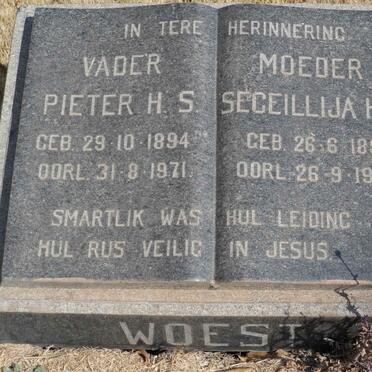 IN TERE HERINNERING
VADER
PIETER H. S.
GEB. 29-10-1894
OORL. 31-8-1971.
MOEDER
SECEILLIJA
GEB. 26-6
OORL. 26-9
SMARTLIK WAS HUL LEIDING
HUL RUS VEILIG IN JESUS.
WOEST